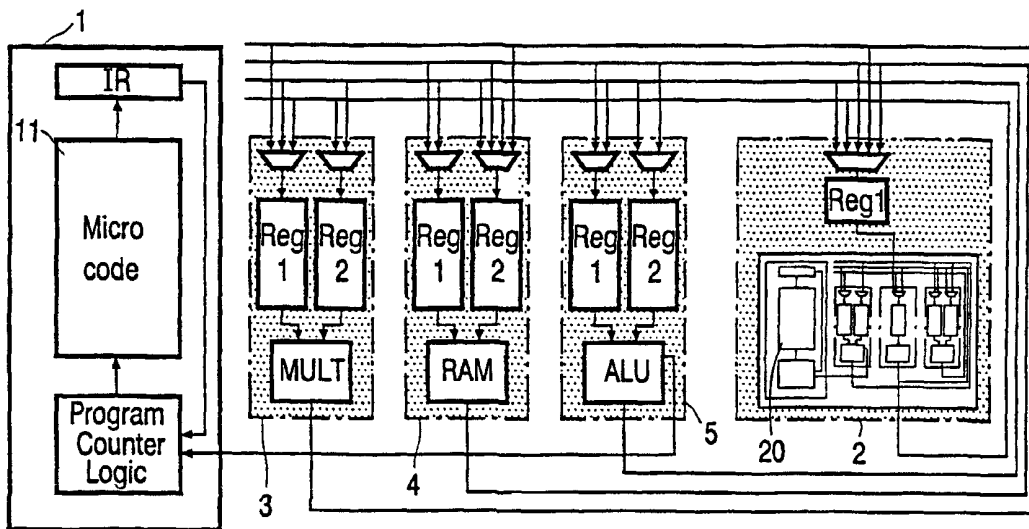 1
IR
11
Micro
code
Program
Counter
Logic
Reg
1
Reg
2
MULT
3
Reg
1
Reg
2
RAM
4
Reg
1
Reg
2
ALU
5
Reg1
20
2